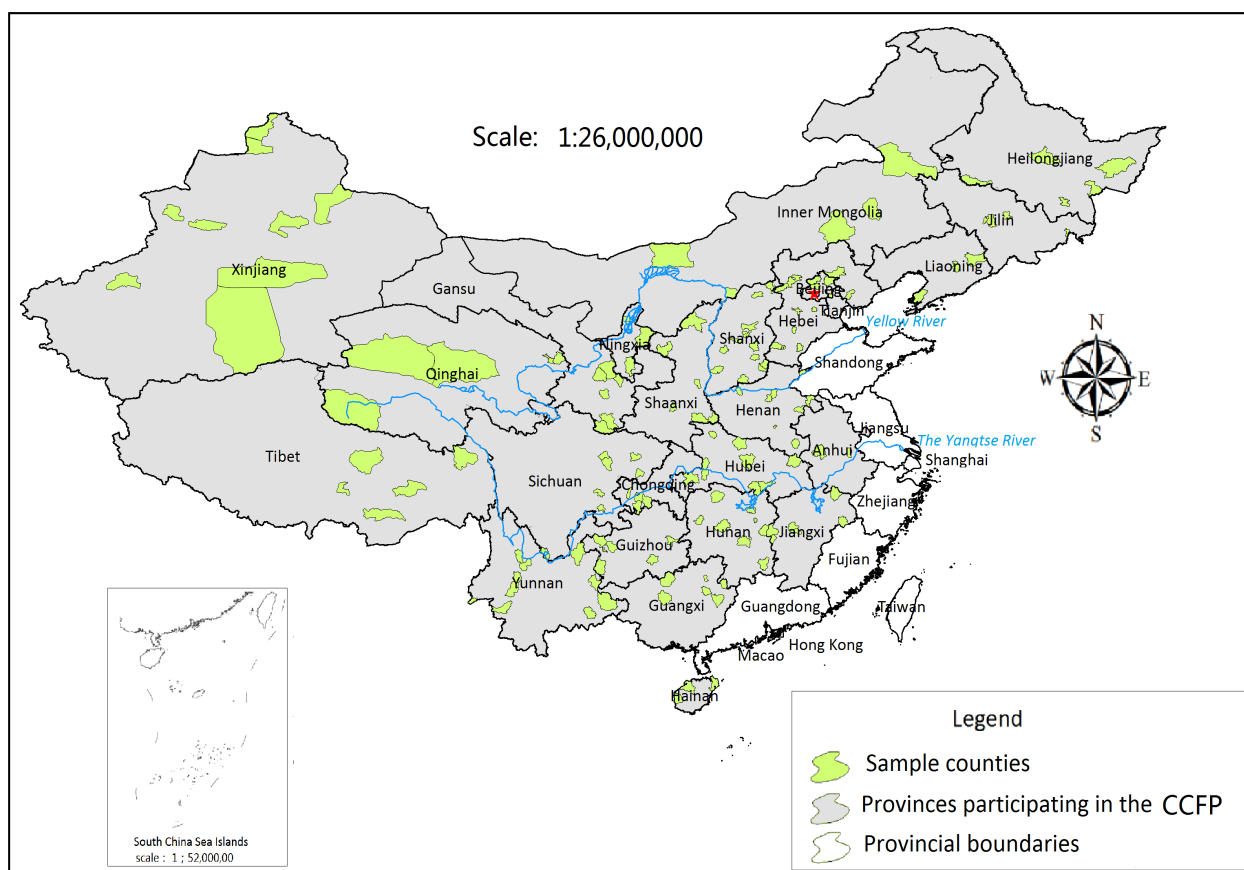 Scale: 1:26,000,000
Heilongjiang
Inner Mongolia
Jilin
Liaoning
Xinjiang
Gansu
Beijing
Tianjin
Hebei
Yellow River
Ningxia
Shanxi
Shandong
Qinghai
N
W E
S
Shaanxi
Henan
Jiangsu
The Yangtse River
Anhui
Shanghai
Tibet
Hubei
Sichuan
Chongqing
Zhejiang
Hunan
Jiangxi
Guizhou
Fujian
Yunnan
Guangxi
Guangdong
Taiwan
Hong Kong
Macao
Hainan
South China Sea Islands
scale : 1 ; 52,000,00
Legend
Sample counties
Provinces participating in the CCFP
Provincial boundaries